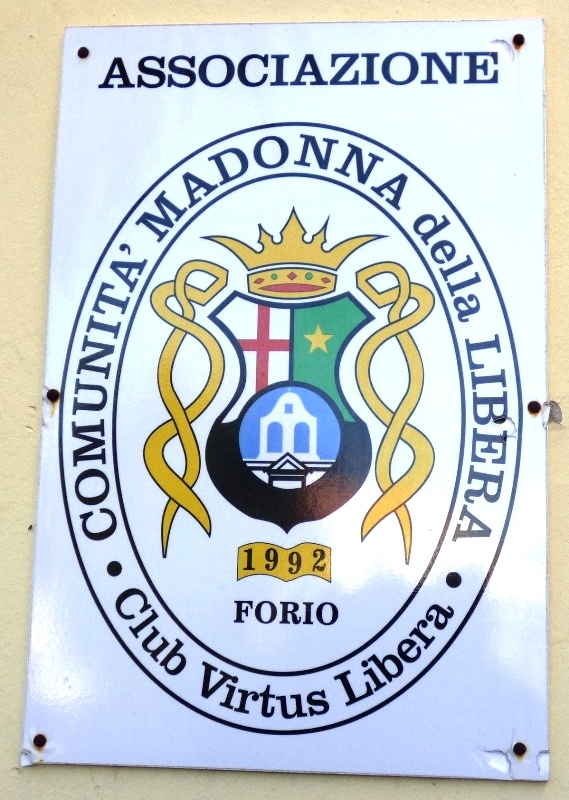 ASSOCIAZIONE
COMUNITA' MADONNA della LIBERA
1992
FORIO
• Club Virtus Libera •